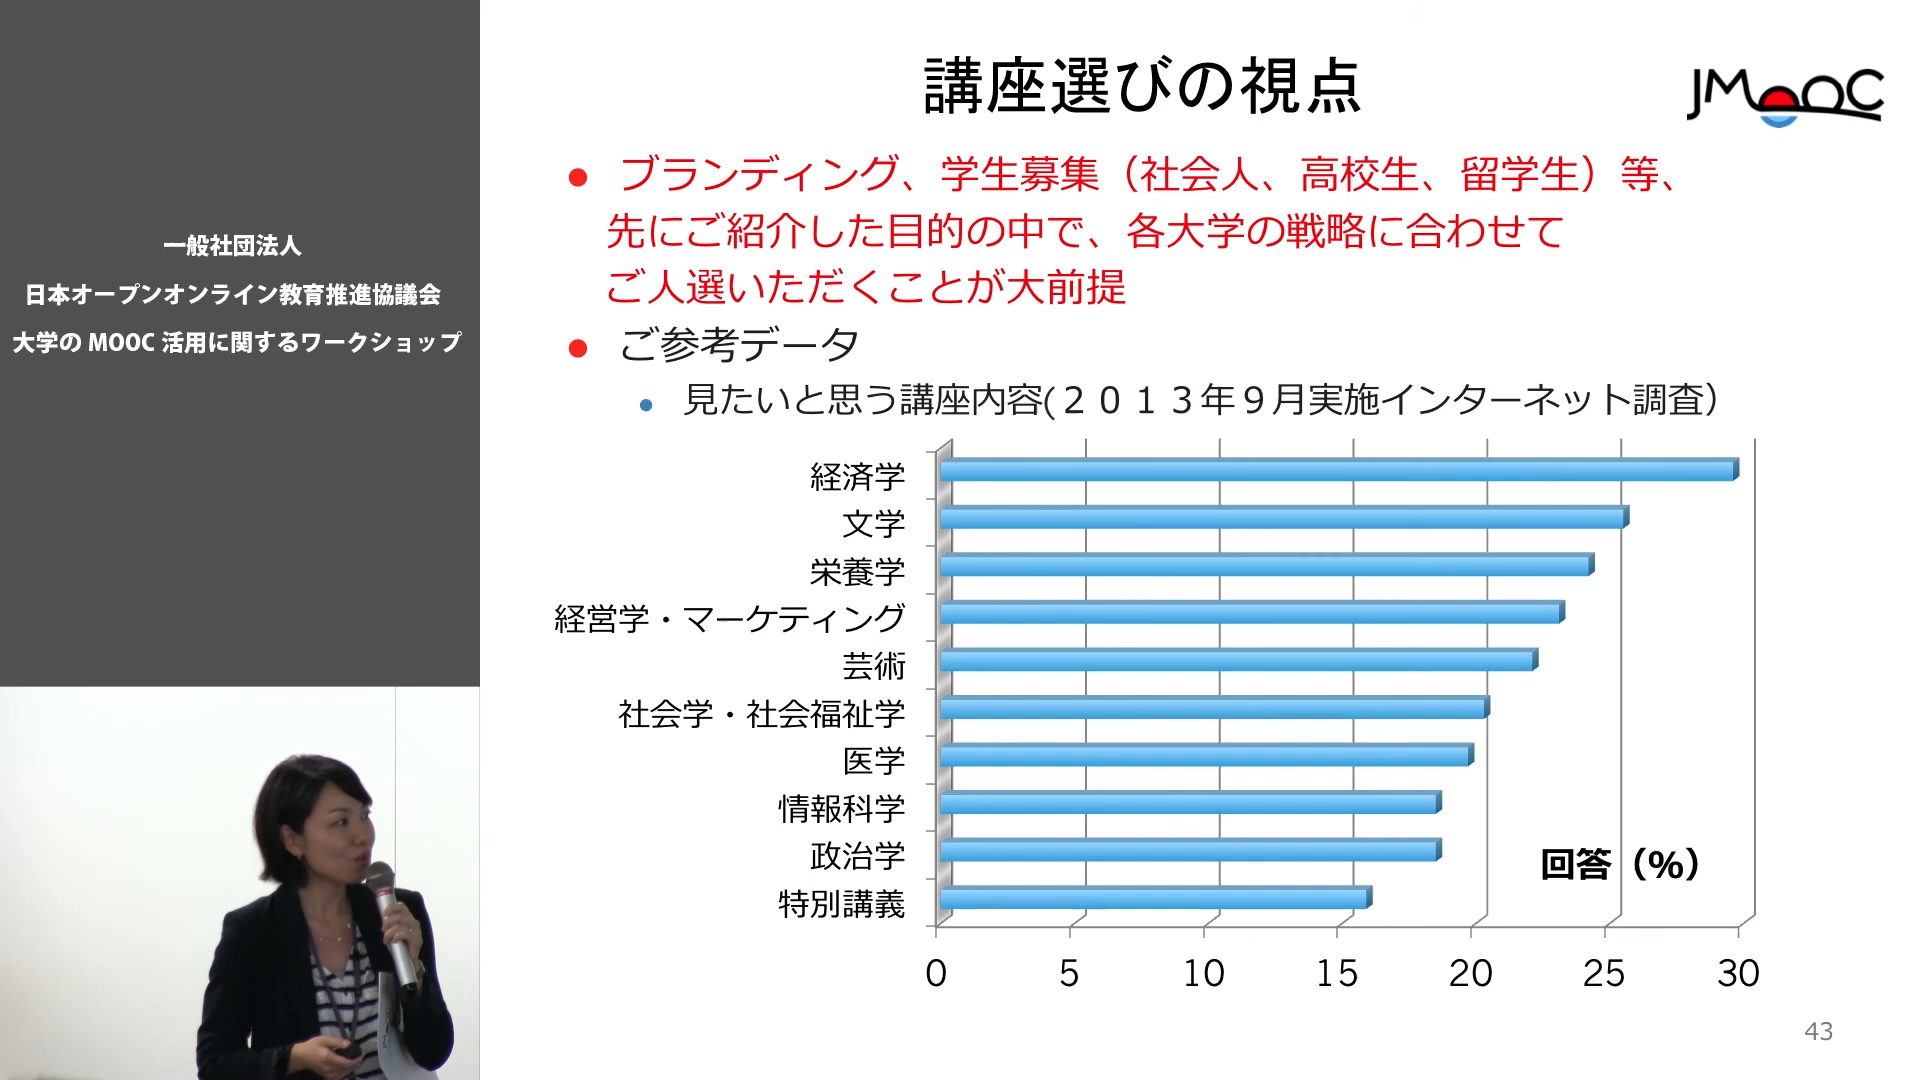 一般社団法人
日本オープンオンライン教育推進協議会
大学の MOOC 活用に関するワークショップ
講座選びの視点
JMOOC
● ブランディング、学生募集（社会人、高校生、留学生）等、
先にご紹介した目的の中で、各大学の戦略に合わせて
ご人選いただくことが大前提
● ご参考データ
• 見たいと思う講座内容(２０１３年９月実施インターネット調査）
経済学
文学
栄養学
経営学・マーケティング
芸術
社会学・社会福祉学
医学
情報科学
政治学
特別講義
回答（%）
0 5 10 15 20 25 30
43